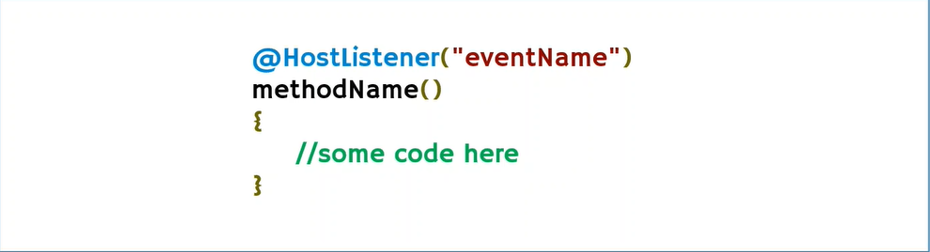 @HostListener("eventName")
methodName()
{
//some code here
}